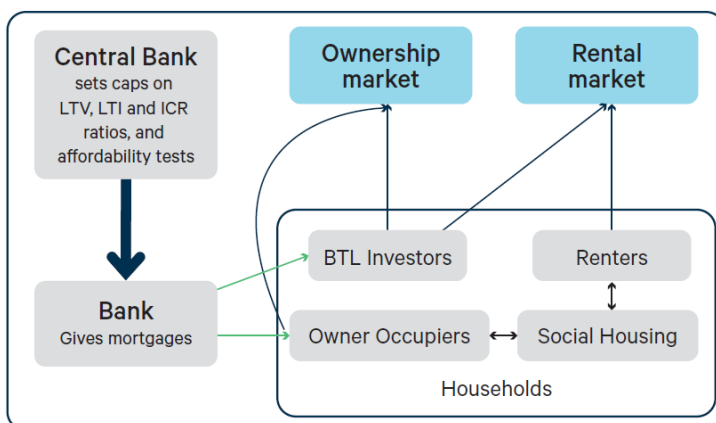 Central Bank
sets caps on
LTV, LTI and ICR
ratios, and
affordability tests
Ownership
market
Rental
market
BTL Investors
Renters
Bank
Gives mortgages
Owner Occupiers
Social Housing
Households